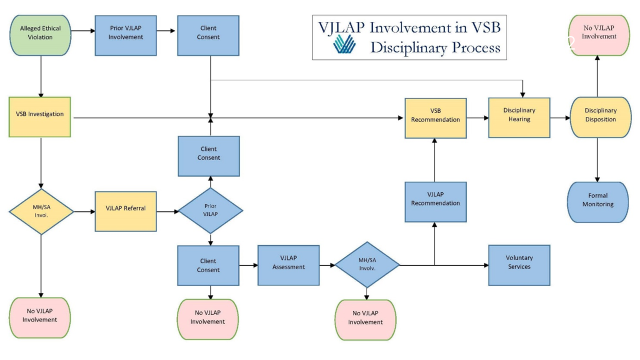 VJLAP Involvement in VSB
Disciplinary Process
Alleged Ethical
Violation
Prior VJLAP
Involvement
Client
Consent
No VJLAP
Involvement
VSB Investigation
VSB
Recommendation
Disciplinary
Hearing
Disciplinary
Disposition
Client
Consent
MH/SA
Invol.
VJLAP Referral
Prior
VJLAP
VJLAP
Recommendation
Formal
Monitoring
Client
Consent
VJLAP
Assessment
MH/SA
Involv.
Voluntary
Services
No VJLAP
Involvement
No VJLAP
Involvement
No VJLAP
Involvement